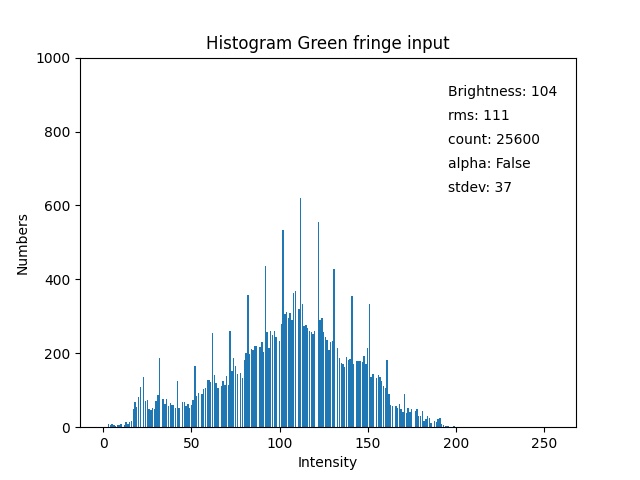 Histogram Green fringe input
1000
800
600
400
200
0
Numbers
Brightness: 104
rms: 111
count: 25600
alpha: False
stdev: 37
0 50 100 150 200 250
Intensity